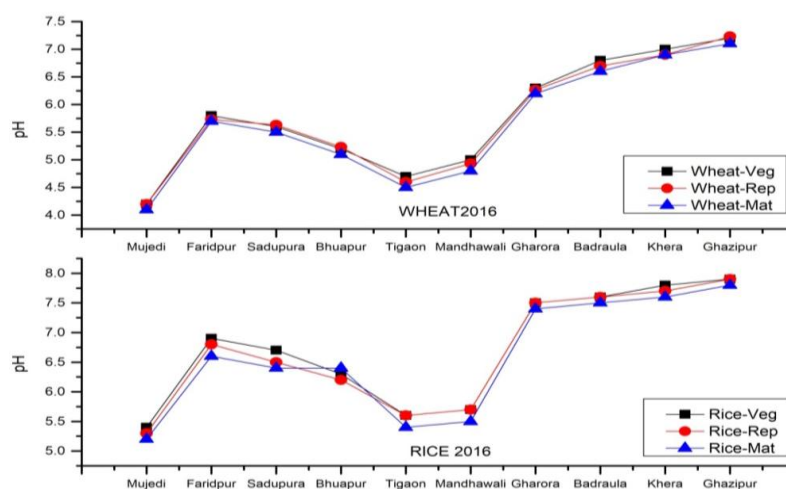 7.5
7.0
6.5
6.0
5.5
5.0
4.5
4.0
pH
Wheat-Veg
Wheat-Rep
Wheat-Mat
WHEAT2016
Mujedi Faridpur Sadupura Bhuapur Tigaon Mandhawali Gharora Badraula Khera Ghazipur
8.0
7.5
7.0
6.5
6.0
5.5
5.0
pH
Rice-Veg
Rice-Rep
Rice-Mat
RICE 2016
Mujedi Faridpur Sadupura Bhuapur Tigaon Mandhawali Gharora Badraula Khera Ghazipur